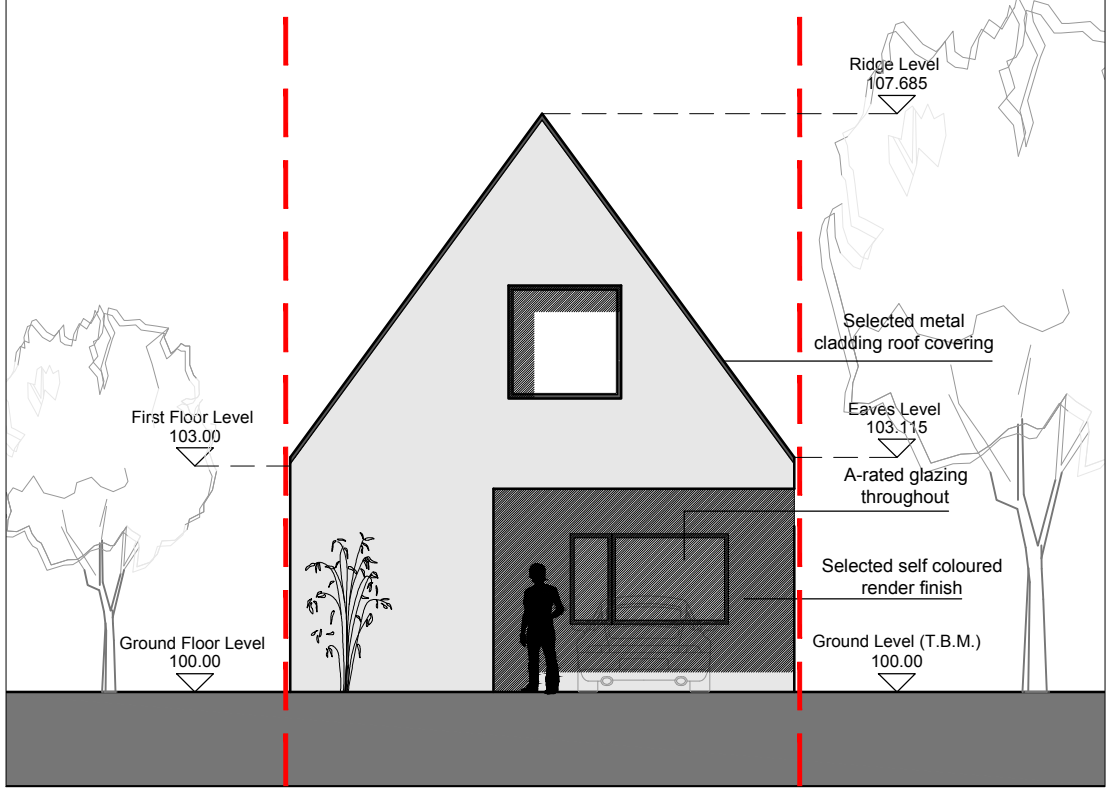 Ridge Level
107.685
Selected metal
cladding roof covering
First Floor Level
103.00
Eaves Level
103.115
A-rated glazing
throughout
Selected self coloured
render finish
Ground Floor Level
100.00
Ground Level (T.B.M.)
100.00